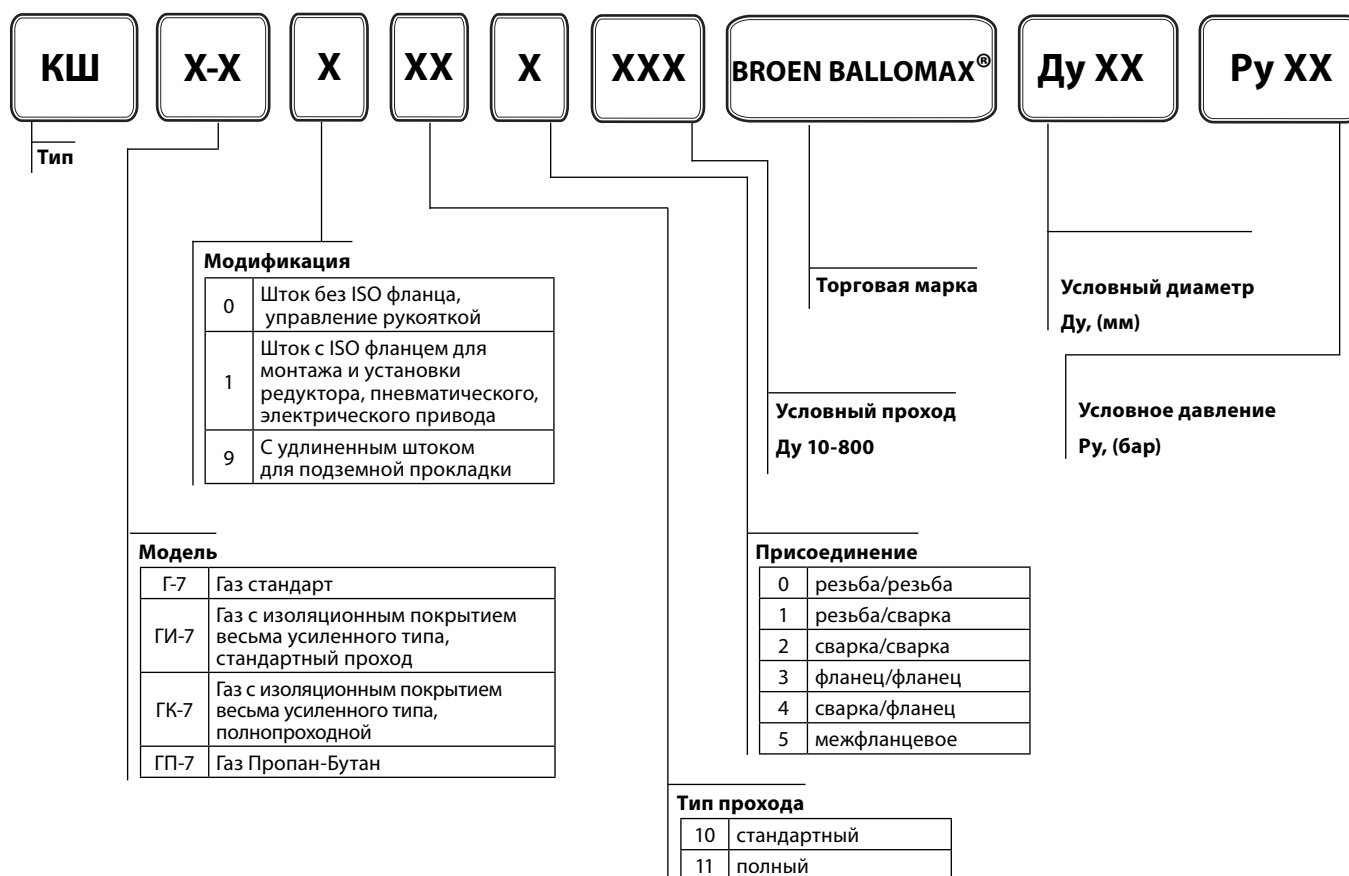 КШ
Х-Х
Х
ХХ
Х
ХХХ
BROEN BALLOMAX®
Ду ХХ
Ру ХХ
Тип
Модификация
0
Шток без ISO фланца,
управление рукояткой
1
Шток с ISO фланцем для
монтажа и установки
редуктора, пневматического,
электрического привода
9
С удлиненным штоком
для подземной прокладки
Торговая марка
Условный диаметр
Ду, (мм)
Условный проход
Ду 10-800
Условное давление
Ру, (бар)
Модель
Г-7
Газ стандарт
ГИ-7
Газ с изоляционным покрытием
весьма усиленного типа,
стандартный проход
ГК-7
Газ с изоляционным покрытием
весьма усиленного типа,
полнопроходной
ГП-7
Газ Пропан-Бутан
Присоединение
0 резьба/резьба
1 резьба/сварка
2 сварка/сварка
3 фланец/фланец
4 сварка/фланец
5 межфланцевое
Тип прохода
10 стандартный
11 полный